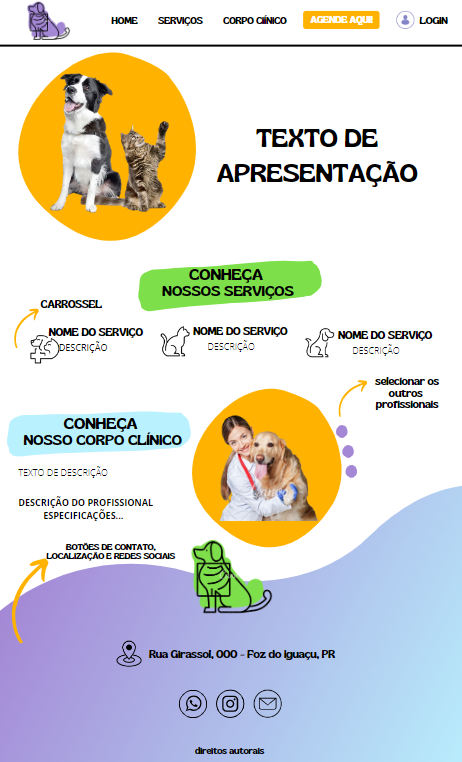 HOME SERVIÇOS CORPO ClÍNICO AGENDE AQUI! LOGIN
TEXTO DE
APRESENTAÇÃO
CONHEÇA
NOSSOS SERVIÇOS
CARROSSEL
NOME DO SERVIÇO
DESCRIÇÃO
NOME DO SERVIÇO
DESCRIÇÃO
NOME DO SERVIÇO
DESCRIÇÃO
selecionar os
outros
profissionais
CONHEÇA
NOSSO CORPO CLÍNICO
TEXTO DE DESCRIÇÃO
DESCRIÇÃO DO PROFISSIONAL
ESPECIFICAÇÕES...
BOTÕES DE CONTATO,
LOCALIZAÇÃO E REDES SOCIAIS
Rua Girassol, 000 - Foz do Iguaçu, PR
direitos autorais